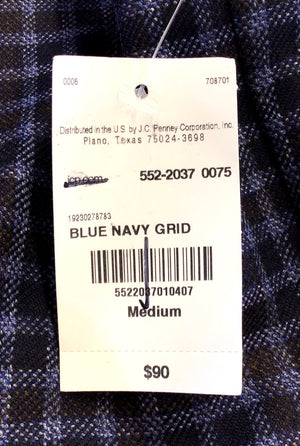 0006 708701
Distributed in the U.S. by J.C. Penney Corporation, Inc.
Plano, Texas 75024-3698
jcp.com 552-2037 0075
19230278783
BLUE NAVY GRID
5522037010407
Medium
$90